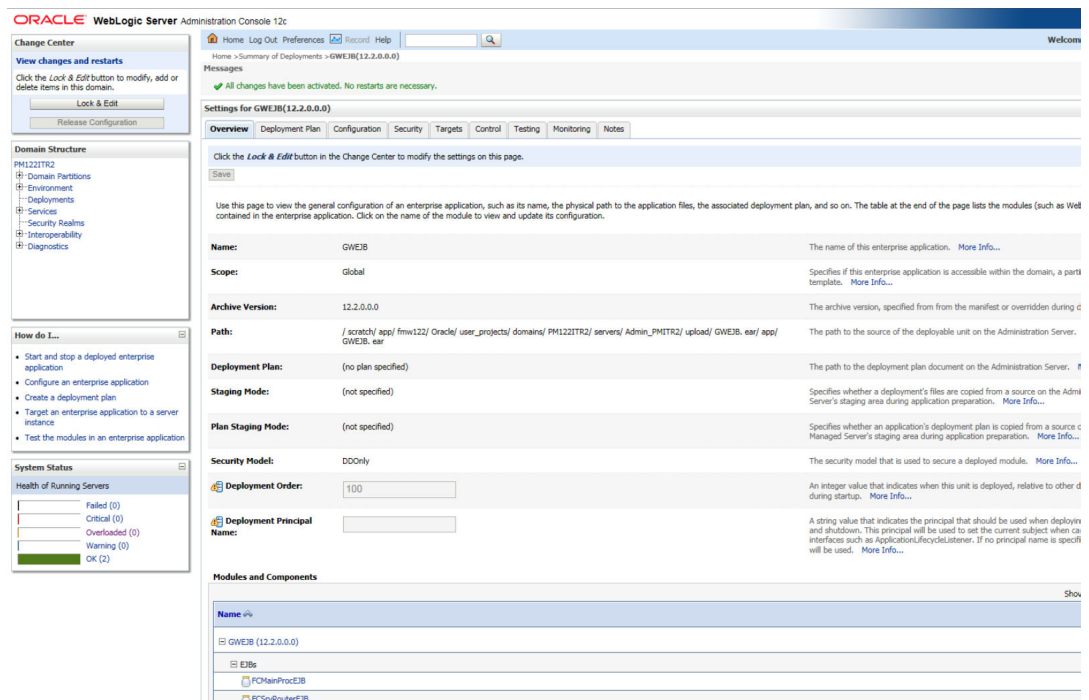 ORACLE WebLogic Server Administration Console 12c
Change Center
View changes and restarts
Click the Lock & Edit button to modify, add or
delete items in this domain.
Lock & Edit
Release Configuration
Domain Structure
PM122ITR2
Domain Partitions
Environment
Deployments
Services
Security Realms
Interoperability
Diagnostics
How do I...
Start and stop a deployed enterprise
application
Configure an enterprise application
Create a deployment plan
Target an enterprise application to a server
instance
Test the modules in an enterprise application
System Status
Health of Running Servers
Failed (0)
Critical (0)
Overloaded (0)
Warning (0)
OK (2)
Home Log Out Preferences Record Help
Welcome
Home >Summary of Deployments >GWEJB(12.2.0.0.0)
Messages
All changes have been activated. No restarts are necessary.
Settings for GWEJB(12.2.0.0.0)
Overview Deployment Plan Configuration Security Targets Control Testing Monitoring Notes
Click the Lock & Edit button in the Change Center to modify the settings on this page.
Save
Use this page to view the general configuration of an enterprise application, such as its name, the physical path to the application files, the associated deployment plan, and so on. The table at the end of the page lists the modules (such as Web
contained in the enterprise application. Click on the name of the module to view and update its configuration.
Name: GWEJB The name of this enterprise application. More Info...
Scope: Global Specifies if this enterprise application is accessible within the domain, a
template. More Info...
Archive Version: 12.2.0.0.0 The archive version, specified from from the manifest or overridden during
Path: / scratch/ app/ fmw122/ Oracle/ user_projects/ domains/ PM122ITR2/ servers/ Admin_PMITR2/ upload/ GWEJB. ear/ app/ The path to the source of the deployable unit on the Administration Server.
GWEJB. ear
Deployment Plan: (no plan specified) The path to the deployment plan document on the Administration Server.
Staging Mode: (not specified) Specifies whether a deployment's files are copied from a source on the
Server's staging area during application preparation. More Info...
Plan Staging Mode: (not specified) Specifies whether an application's deployment plan is copied from a source
Managed Server's staging area during application preparation. More Info...
Security Model: DDOnly The security model that is used to secure a deployed module. More Info...
Deployment Order: 100 An integer value that indicates when this unit is deployed, relative to other
during startup. More Info...
Deployment Principal A string value that indicates the principal that should be used when
Name: and shutdown. This principal will be used to set the current subject when
interfaces such as ApplicationLifecycleListener. If no principal name is
will be used. More Info...
Modules and Components
Name
GWEJB (12.2.0.0.0)
EJBs
FCMainProcEJB
FCSrvRouterEJB